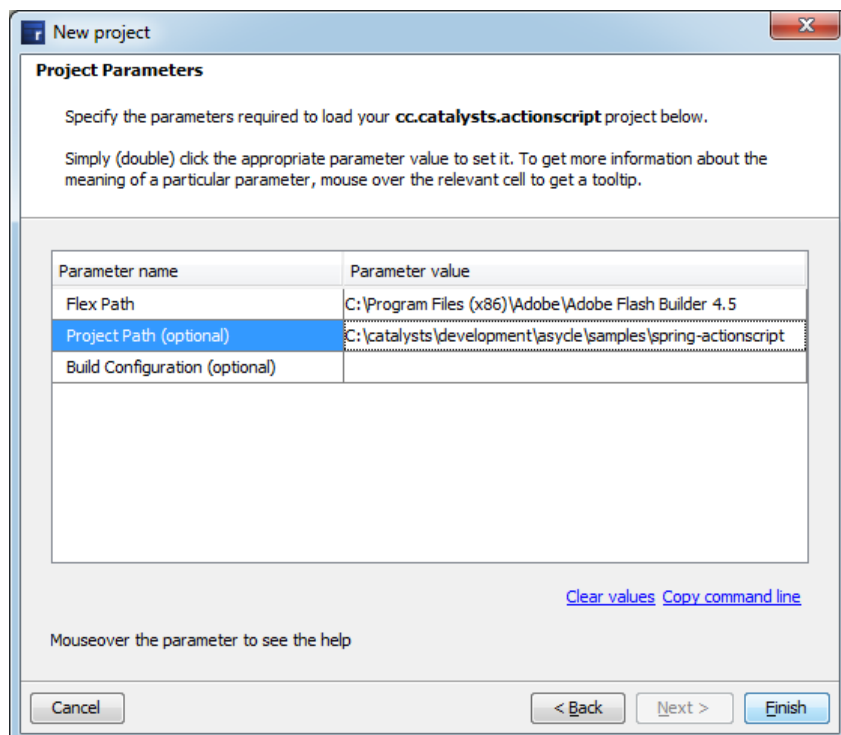 New project
Project Parameters
Specify the parameters required to load your cc.catalysts.actionscript project below.
Simply (double) click the appropriate parameter value to set it. To get more information about the
meaning of a particular parameter, mouse over the relevant cell to get a tooltip.
Parameter name Parameter value
Flex Path C:\Program Files (x86)\Adobe\Adobe Flash Builder 4.5
Project Path (optional) C:\catalysts\development\asycle\samples\spring-actionscript
Build Configuration (optional)
Clear values Copy command line
Mouseover the parameter to see the help
Cancel < Back Next > Finish